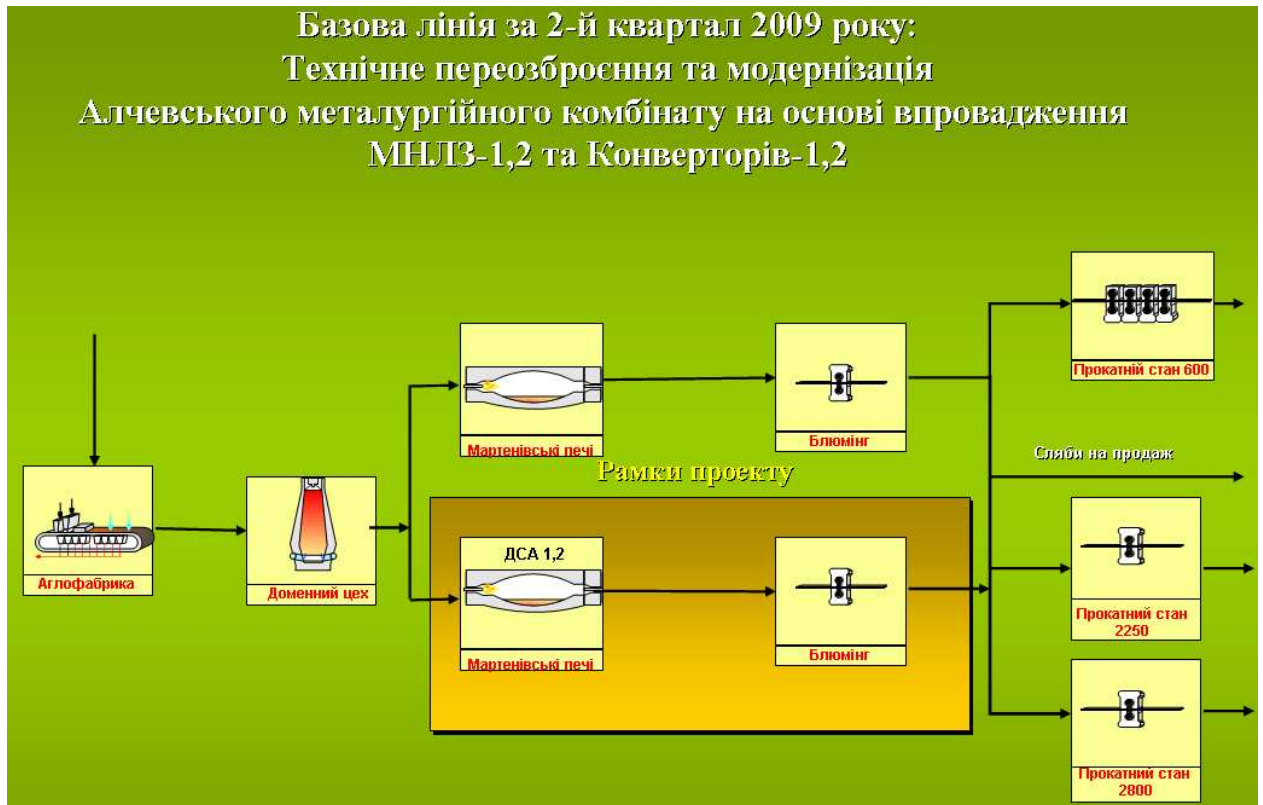 Базова лінія за 2-й квартал 2009 року:
Технічне переозброєння та модернізація
Алчевського металургійного комбінату на основі впровадження
МНЛЗ-1,2 та Конверторів-1,2
Прокатній стан 600
Мартенівські печі
Блюмінг
Сляби на продаж
Рамки проекту
ДСА 1,2
Аглофабрика
Доменний цех
Прокатний стан
2250
Мартенівські печі
Блюмінг
Прокатний стан
2800